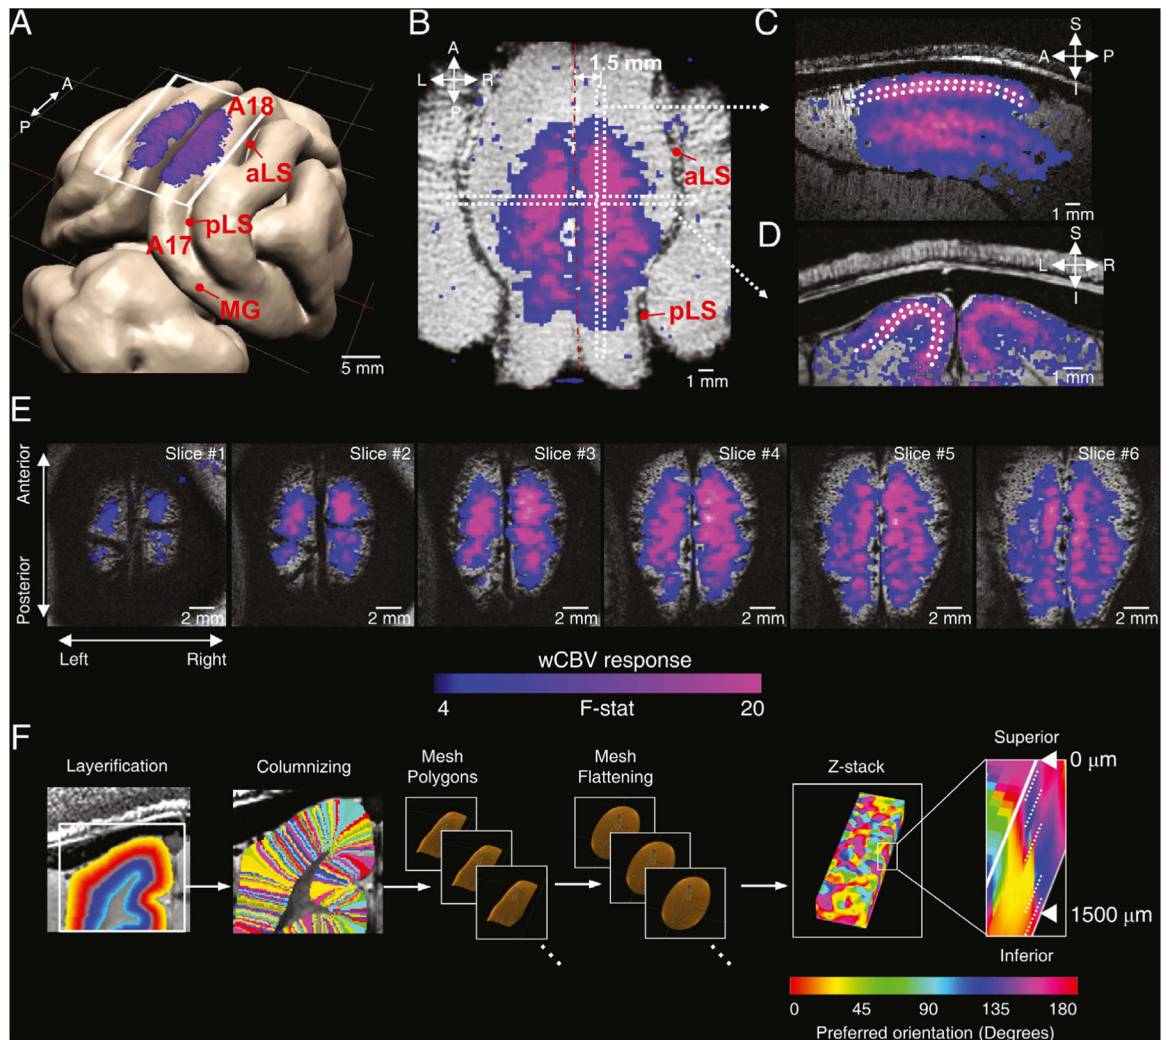 A
A
P
A18
aLS
pLS
A17
MG
5 mm
B
A
L R
P
1.5 mm
aLS
pLS
1 mm
C
S
A P
I
1 mm
D
S
L R
I
1 mm
E
Anterior
Posterior
Slice #1
Slice #2
Slice #3
Slice #4
Slice #5
Slice #6
2 mm
2 mm
2 mm
2 mm
2 mm
2 mm
Left Right
wCBV response
4 F-stat 20
F
Layerification
Columnizing
Mesh
Polygons
Mesh
Flattening
Z-stack
Superior
0 μm
1500 μm
Inferior
0 45 90 135 180
Preferred orientation (Degrees)